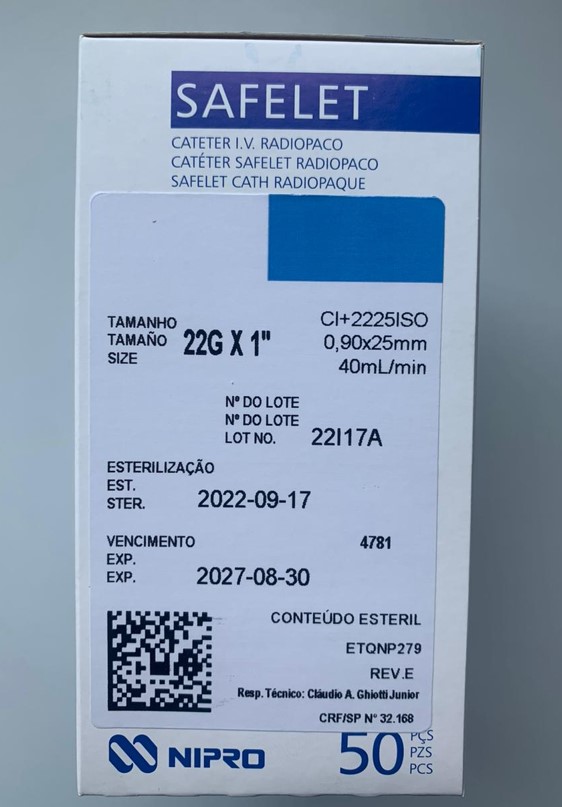 SAFELET
CATETER I.V. RADIOPACO
CATÉTER SAFELET RADIOPACO
SAFELET CATH RADIOPAQUE
TAMANHO
TAMAÑO
SIZE
22G X 1"
CI+2225ISO
0,90x25mm
40mL/min
Nº DO LOTE
Nº DO LOTE
LOT NO.
22I17A
ESTERILIZAÇÃO
EST.
STER.
2022-09-17
VENCIMENTO
EXP.
EXP.
4781
2027-08-30
CONTEÚDO ESTERIL
ETQNP279
REV.E
Resp. Técnico: Cláudio A. Ghiotti Junior
CRF/SP Nº 32.168
NIPRO
50
PÇS
PZS
PCS